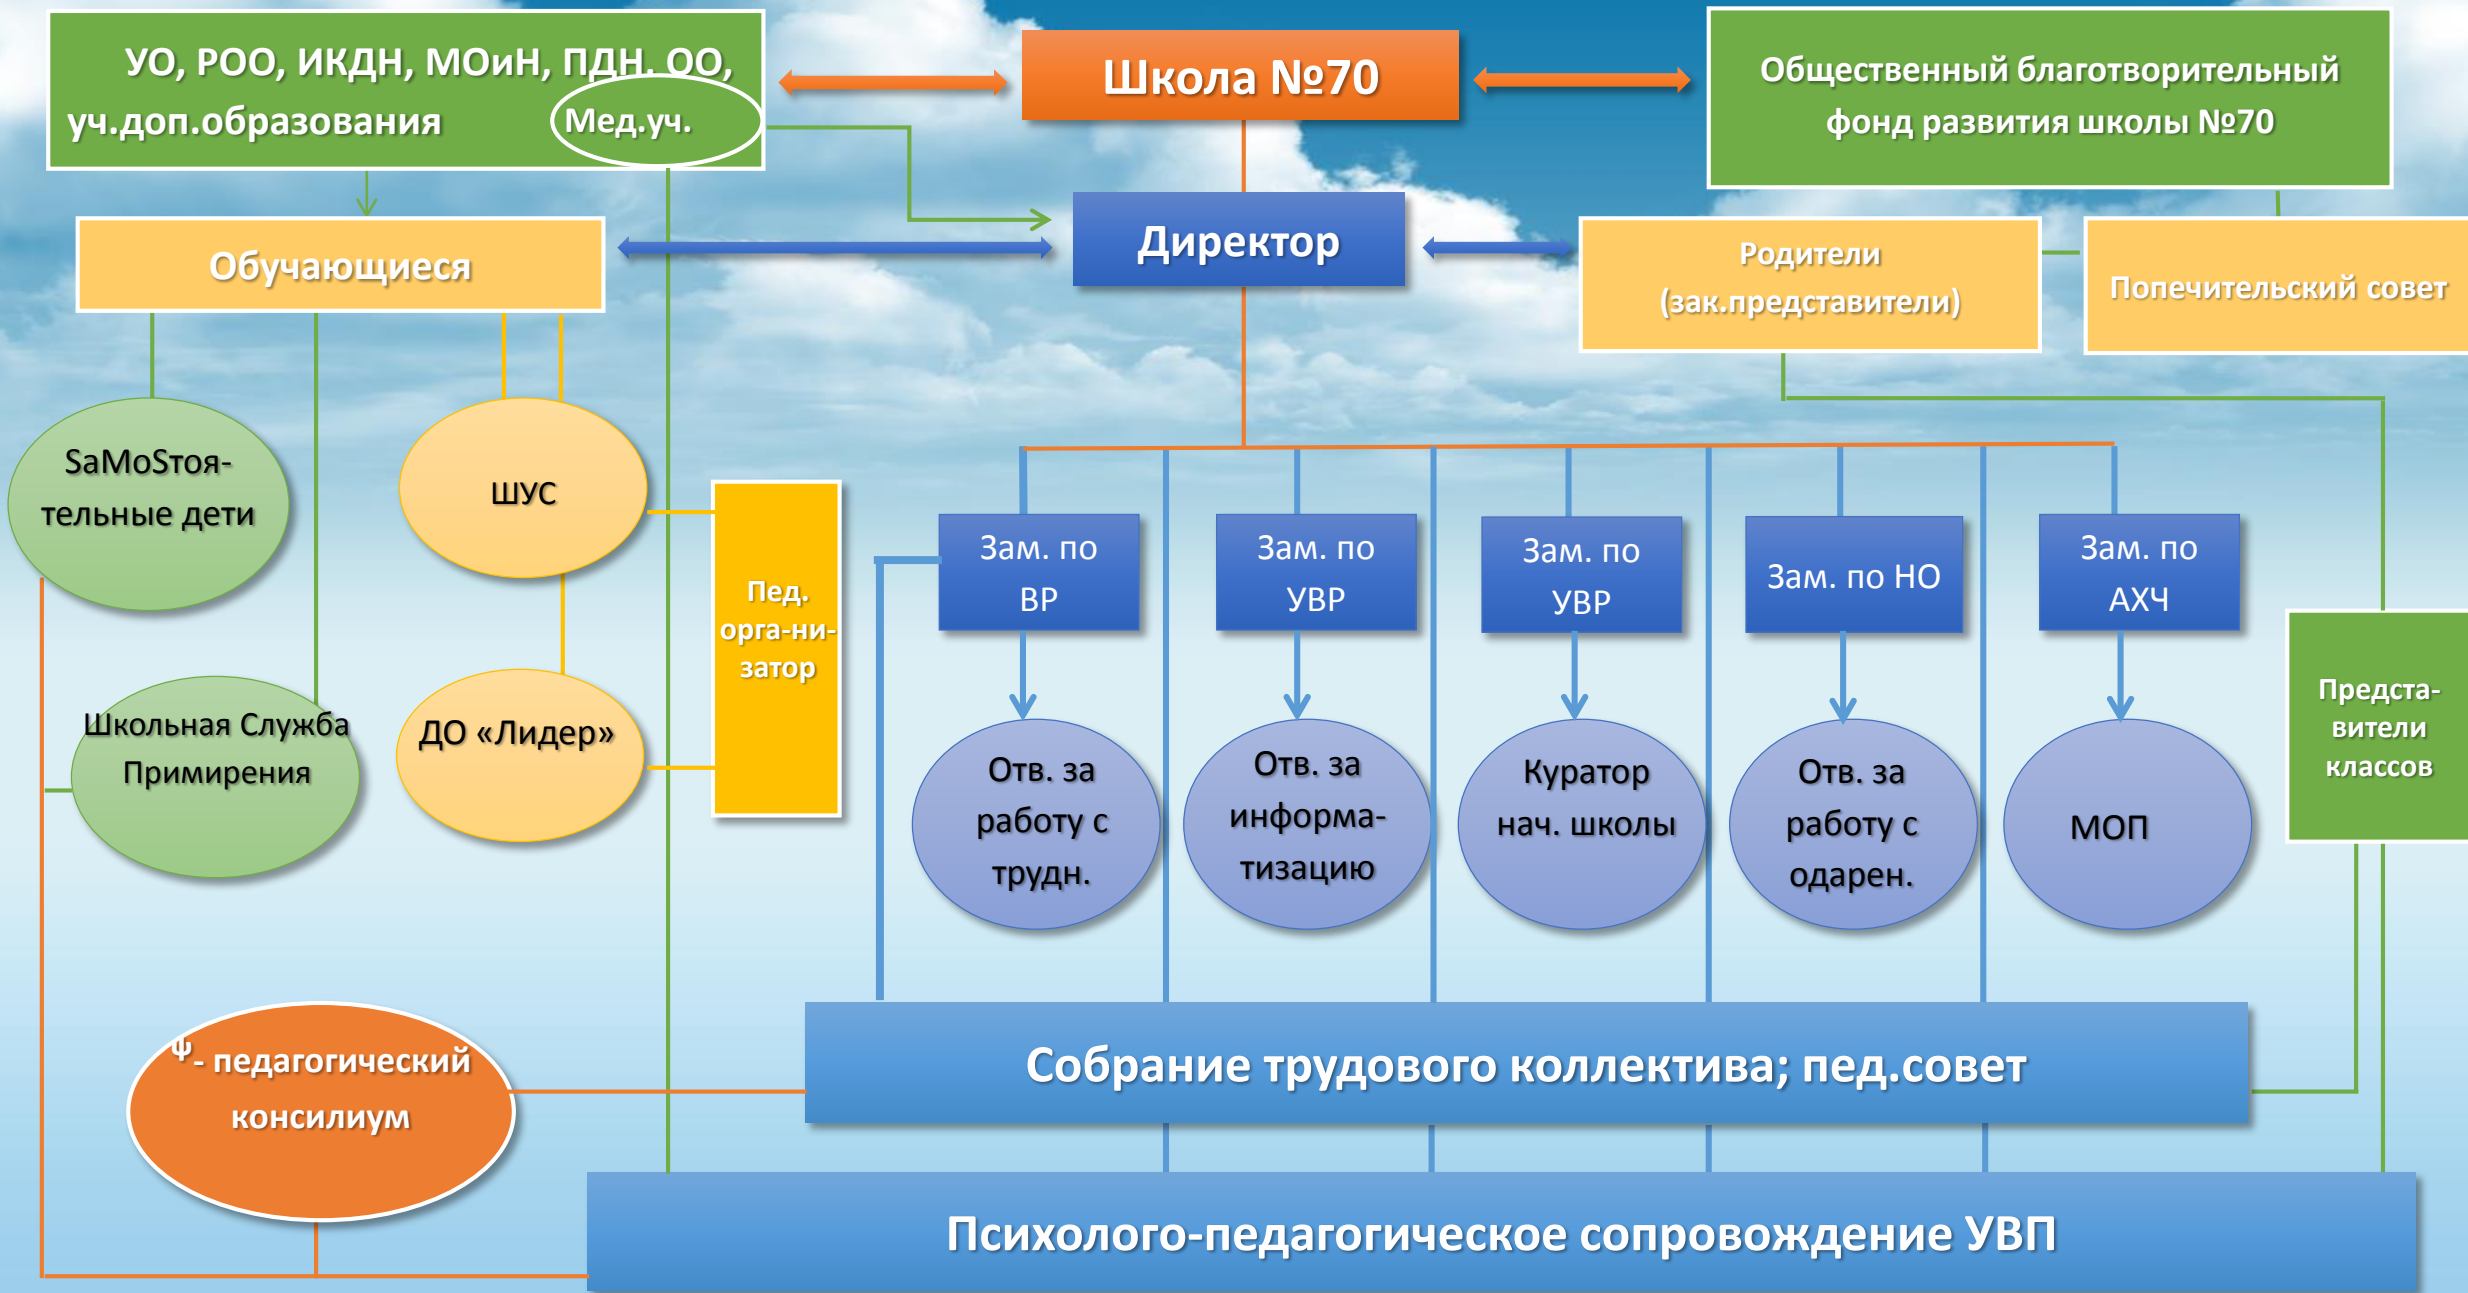 УО, РОО, ИКДН, МОиН, ПДН. ОО,
уч.доп.образования
Мед.уч.
Школа №70
Общественный благотворительный
фонд развития школы №70
Обучающиеся
Директор
Родители
(зак.представители)
Попечительский совет
SaMoSтоя-
тельные дети
ШУС
Пед.
орга-ни-
затор
Школьная Служба
Примирения
ДО «Лидер»
Зам. по
ВР
Зам. по
УВР
Зам. по
УВР
Зам. по НО
Зам. по
АХЧ
Отв. за
работу с
трудн.
Отв. за
информа-
тизацию
Куратор
нач. школы
Отв. за
работу с
одарен.
МОП
Предста-
вители
классов
Ψ- педагогический
консилиум
Собрание трудового коллектива; пед.совет
Психолого-педагогическое сопровождение УВП